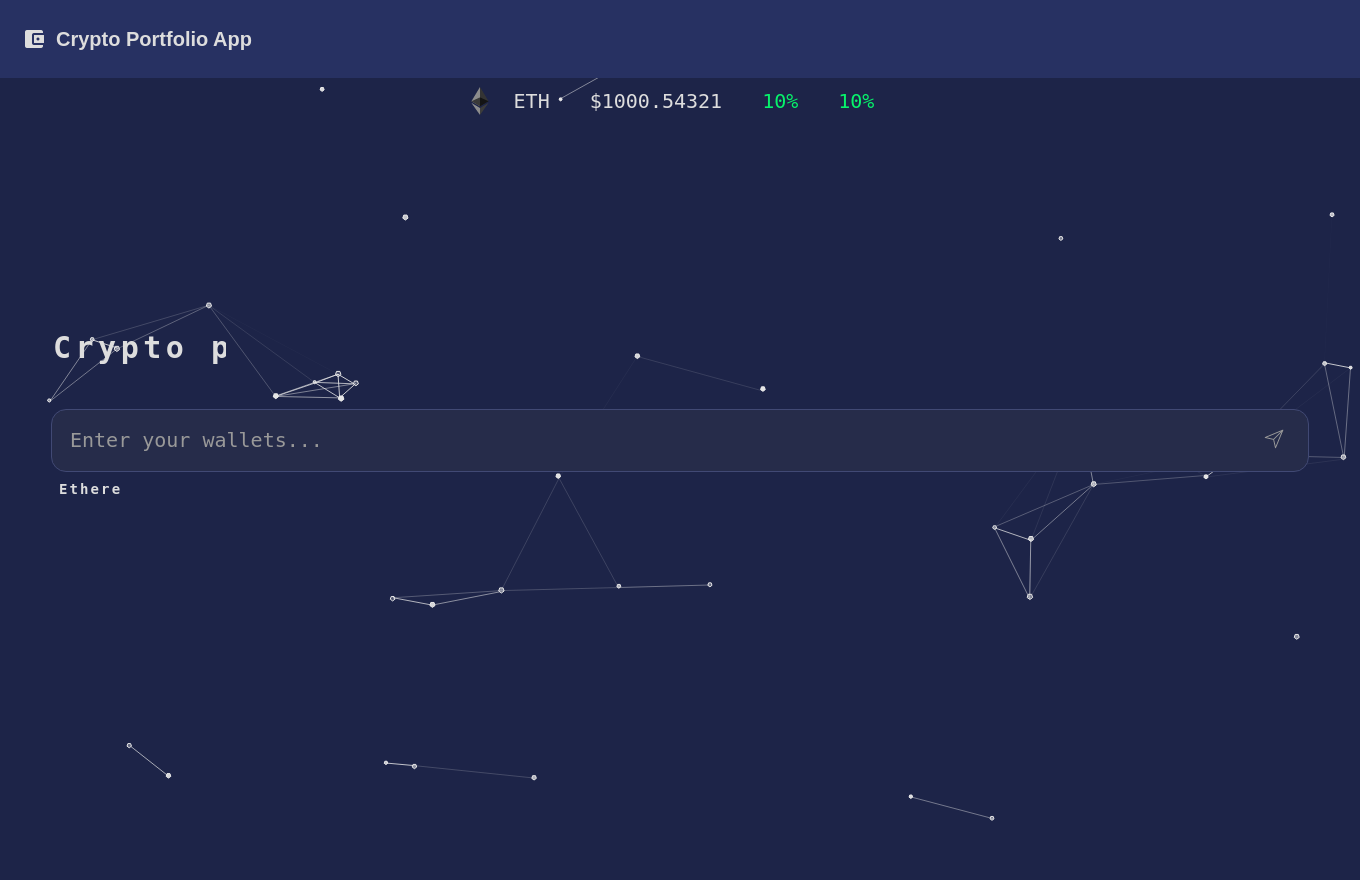 Crypto Portfolio App
ETH $1000.54321 10% 10%
Crypto p
Enter your wallets...
Ethere